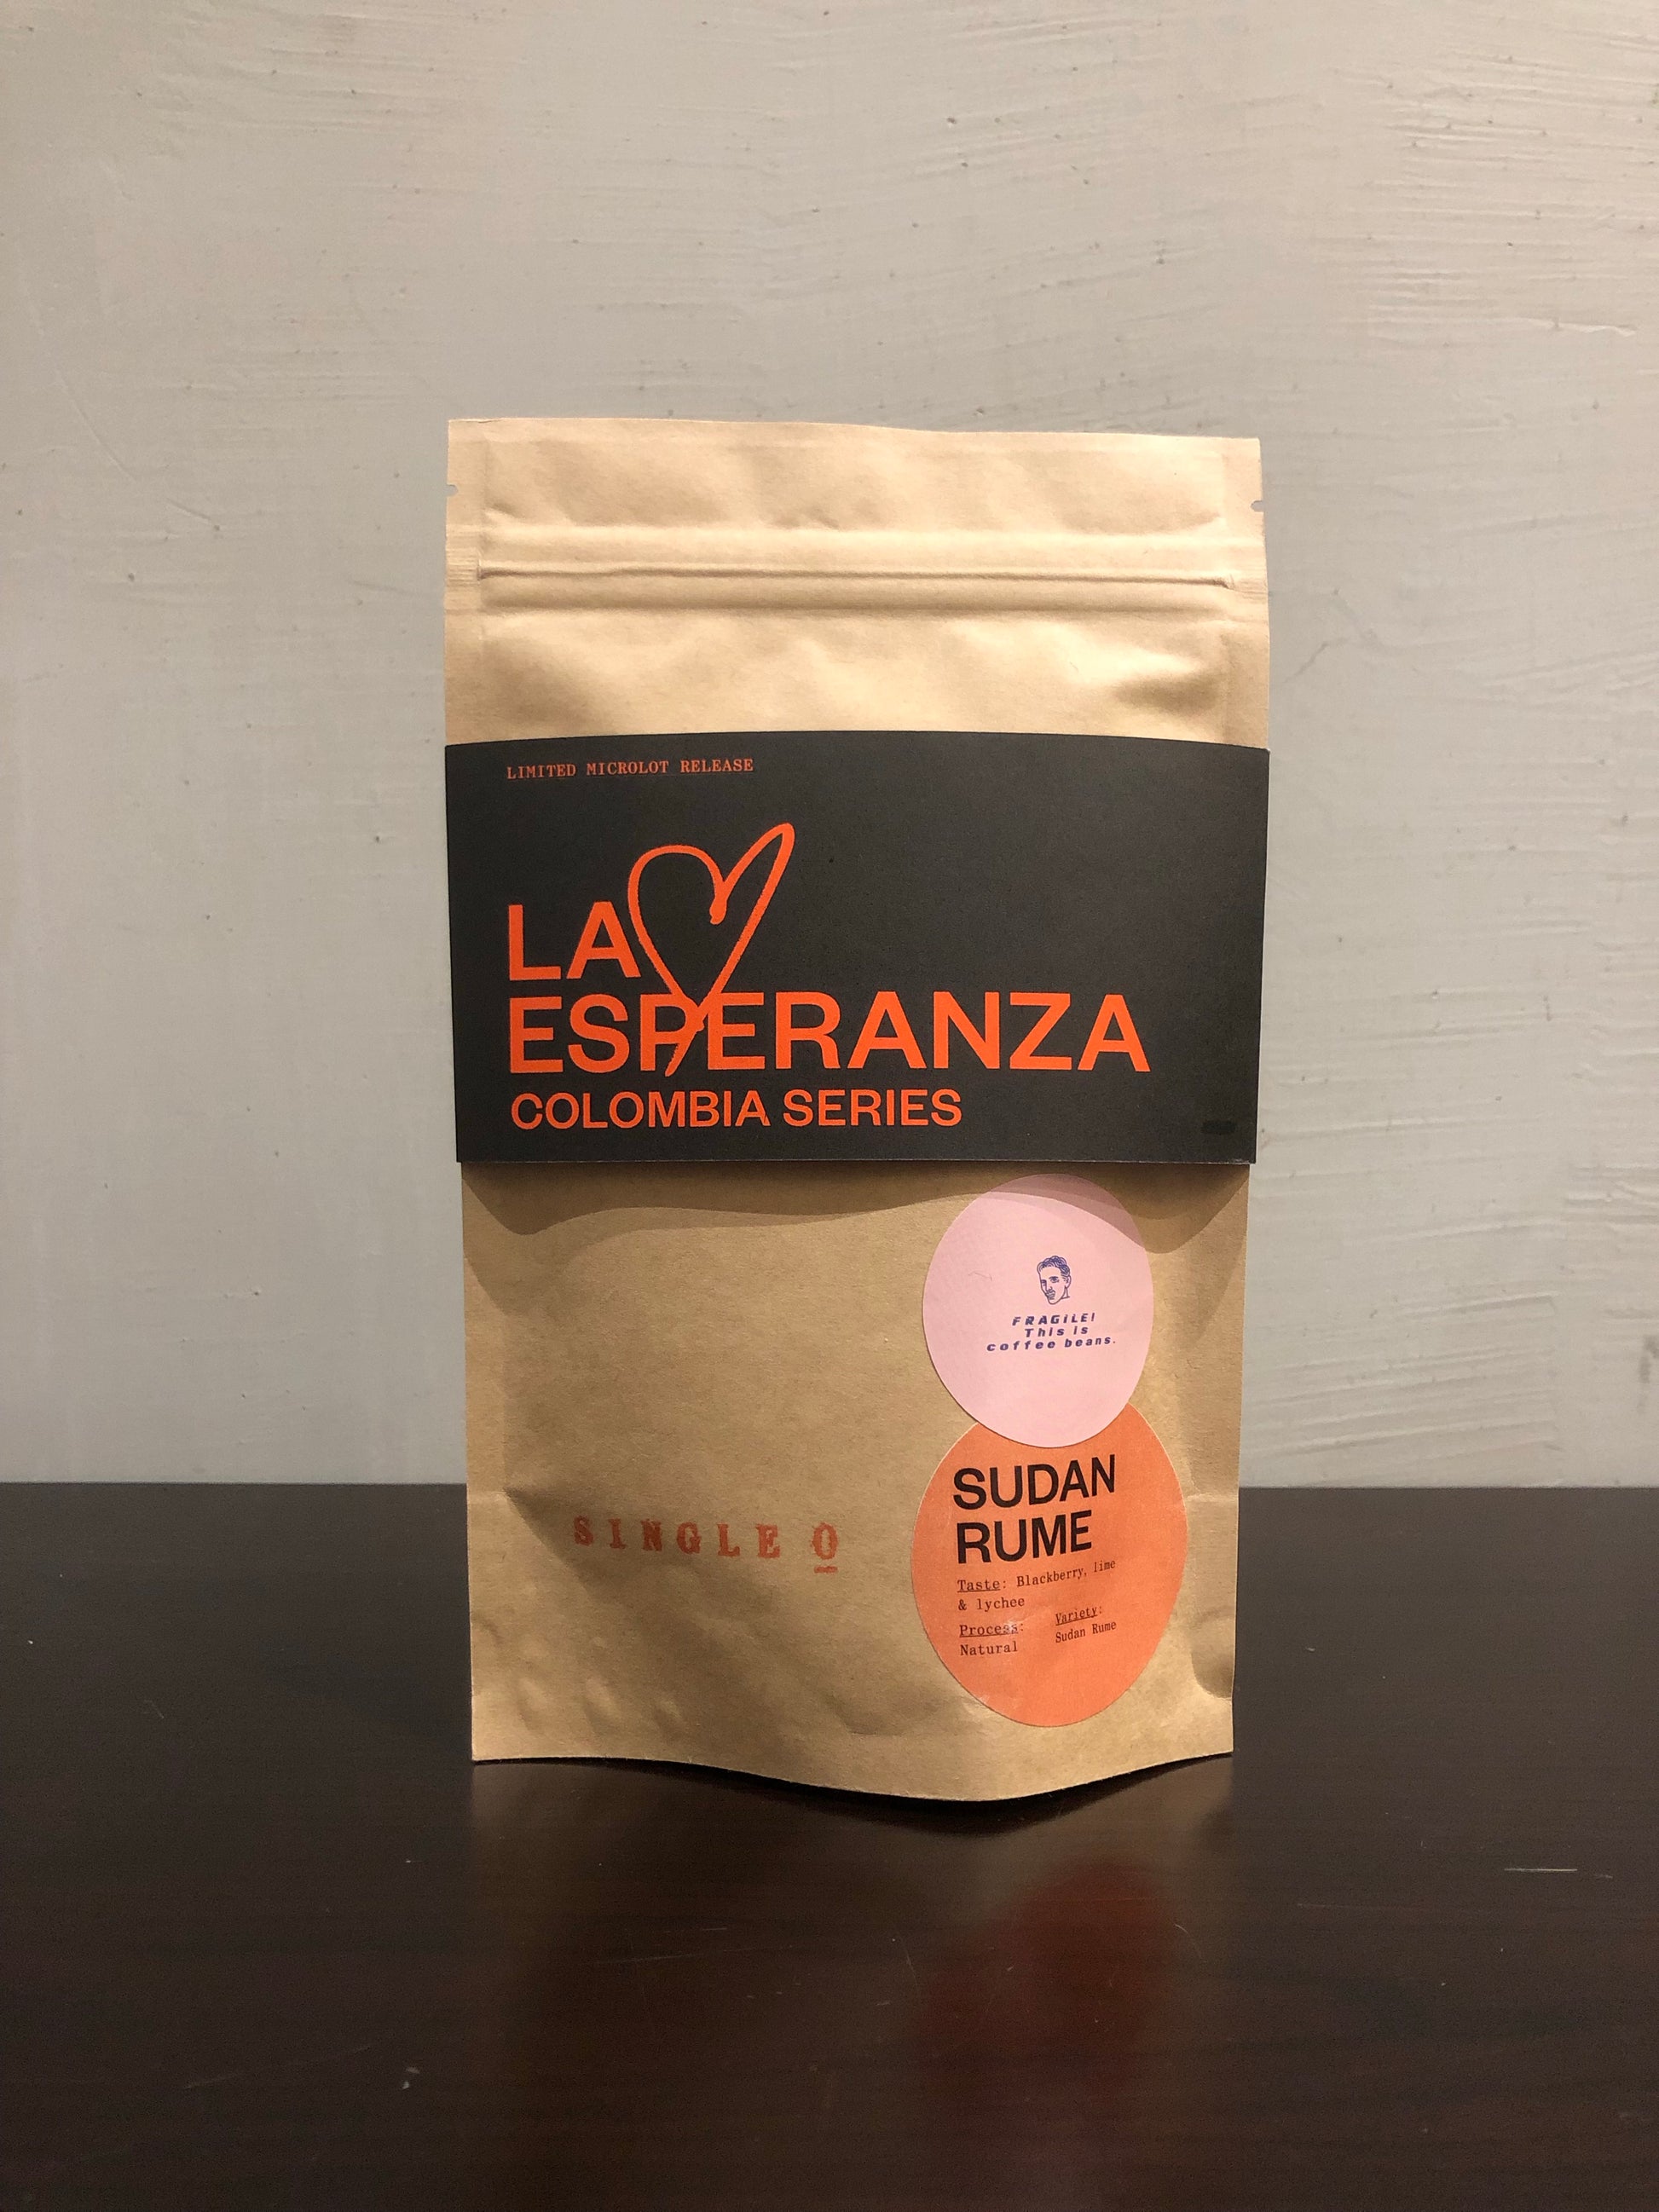 LIMITED MICROLOT RELEASE
LA
ESPERANZA
COLOMBIA SERIES
FRAGILE!
This is
coffee beans.
SINGLE O
SUDAN
RUME
Taste: Blackberry, lime
& lychee
Process:
Natural
Variety:
Sudan Rume